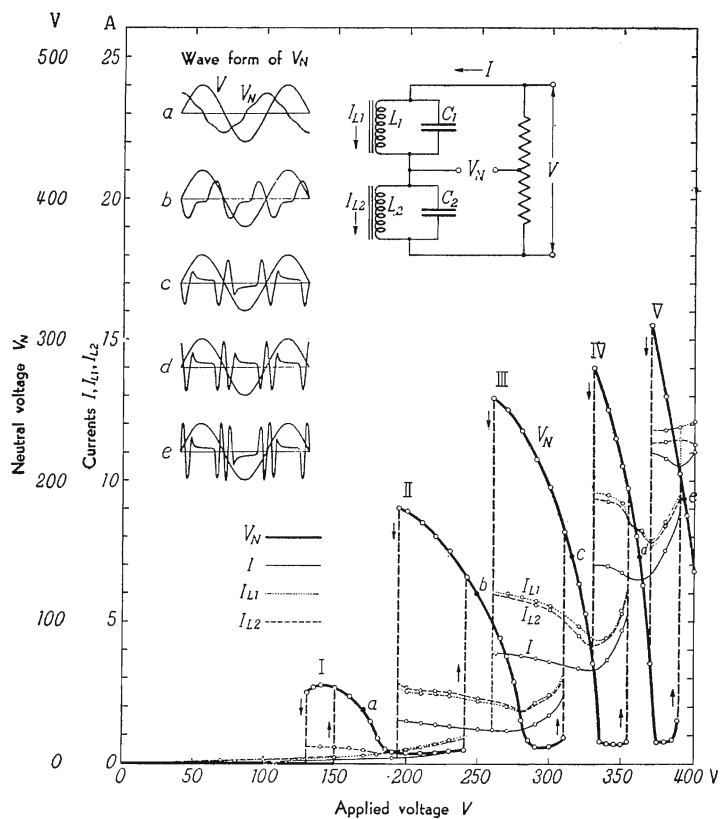 V A
500 25
400 20
300 15
200 10
100 5
0 0
Neutral voltage V_N
Currents I, I_L1, I_L2
Wave form of V_N
V V_N
a
b
c
d
e
I
I_L1 L_1 C_1
V_N V
I_L2 L_2 C_2
V_N
I
I_L1
I_L2
I
II
III
IV
V
V_N
a
b
c
d
e
I_L1
I_L2
I
0 50 100 150 200 250 300 350 400 V
Applied voltage V